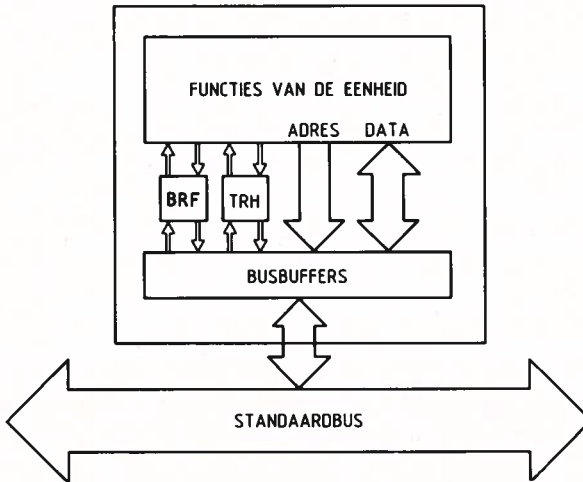 FUNCTIES VAN DE EENHEID
ADRES DATA
BRF TRH
BUSBUFFERS
STANDAARDBUS